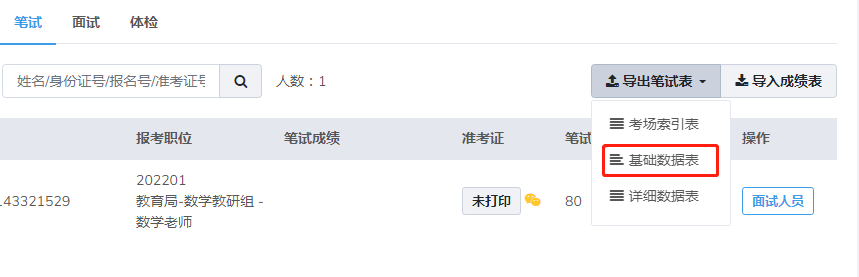 笔试 面试 体检
姓名/身份证号/报名号/准考证号 人数：1 导出笔试表 导入成绩表
考场索引表
报考职位 笔试成绩 准考证 笔试 操作
基础数据表
202201
143321529 教育局-数学教研组 - 未打印 80 面试人员
详细数据表
数学老师